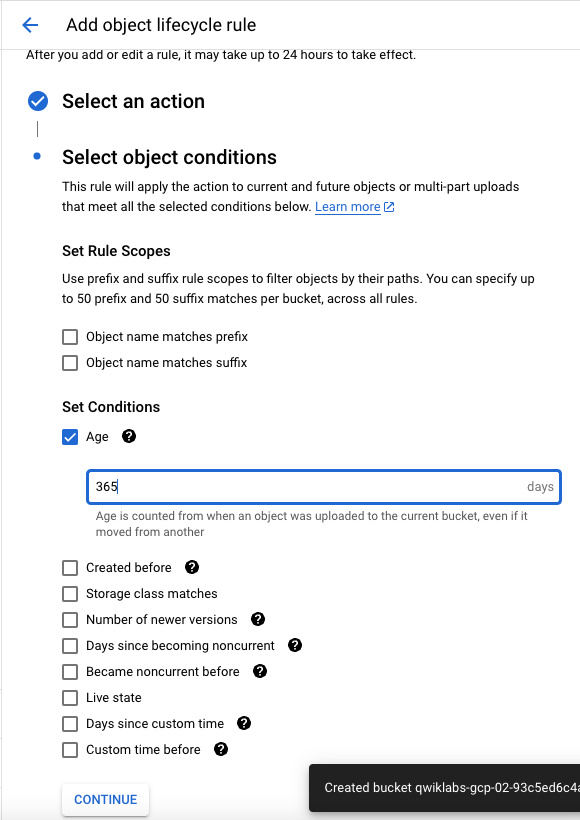 Add object lifecycle rule
After you add or edit a rule, it may take up to 24 hours to take effect.
Select an action
Select object conditions
This rule will apply the action to current and future objects or multi-part uploads
that meet all the selected conditions below. Learn more
Set Rule Scopes
Use prefix and suffix rule scopes to filter objects by their paths. You can specify up
to 50 prefix and 50 suffix matches per bucket, across all rules.
Object name matches prefix
Object name matches suffix
Set Conditions
Age
365 days
Age is counted from when an object was uploaded to the current bucket, even if it
moved from another
Created before
Storage class matches
Number of newer versions
Days since becoming noncurrent
Became noncurrent before
Live state
Days since custom time
Custom time before
CONTINUE
Created bucket qwiklabs-gcp-02-93c5ed6c4a